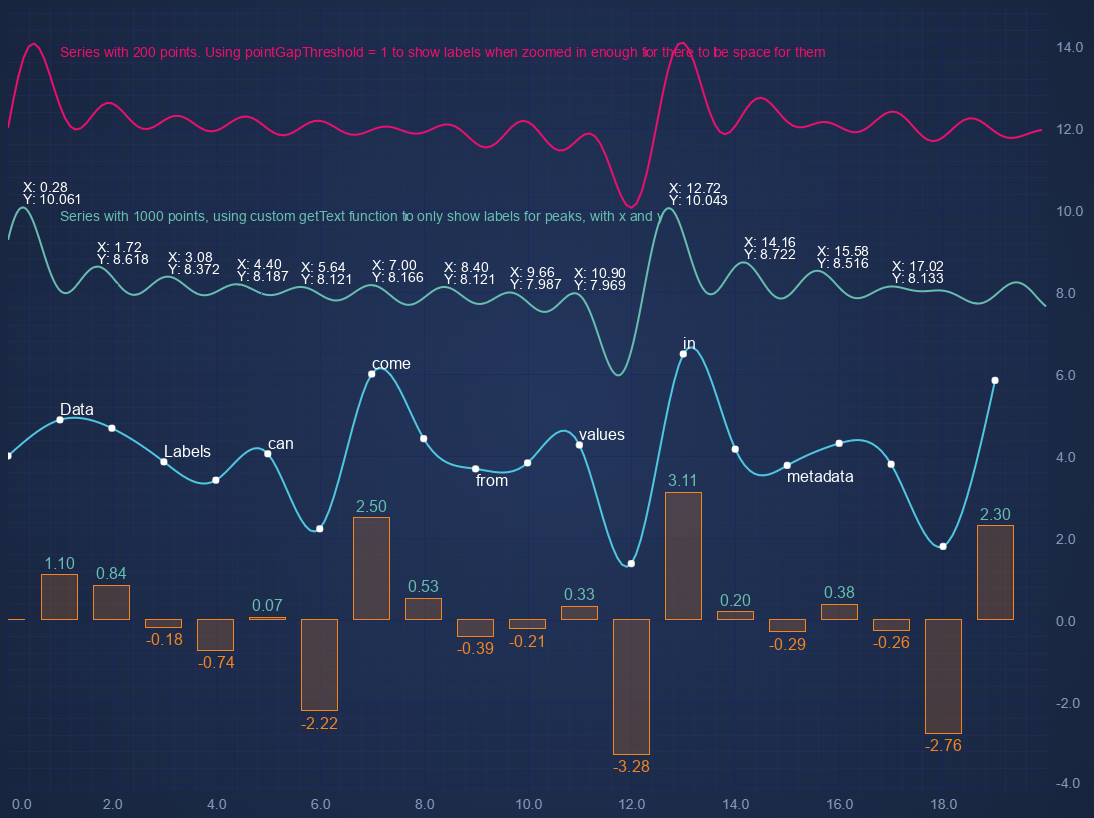 14.0
Series with 200 points. Using pointGapThreshold = 1 to show labels when zoomed in enough for there to be space for them
12.0
X: 0.28
Y: 10.061
X: 12.72
Y: 10.043
10.0
Series with 1000 points, using custom getText function to only show labels for peaks, with x and y
X: 1.72
Y: 8.618
X: 3.08
Y: 8.372
X: 4.40
Y: 8.187
X: 5.64
Y: 8.121
X: 7.00
Y: 8.166
X: 8.40
Y: 8.121
X: 9.66
Y: 7.987
X: 10.90
Y: 7.969
X: 14.16
Y: 8.722
X: 15.58
Y: 8.516
X: 17.02
Y: 8.133
8.0
6.0
Data
Labels
can
come
from
values
in
metadata
4.0
2.0
1.10
0.84
-0.18
-0.74
0.07
-2.22
2.50
0.53
-0.39
-0.21
0.33
-3.28
3.11
0.20
-0.29
0.38
-0.26
-2.76
2.30
0.0
-2.0
-4.0
0.0 2.0 4.0 6.0 8.0 10.0 12.0 14.0 16.0 18.0